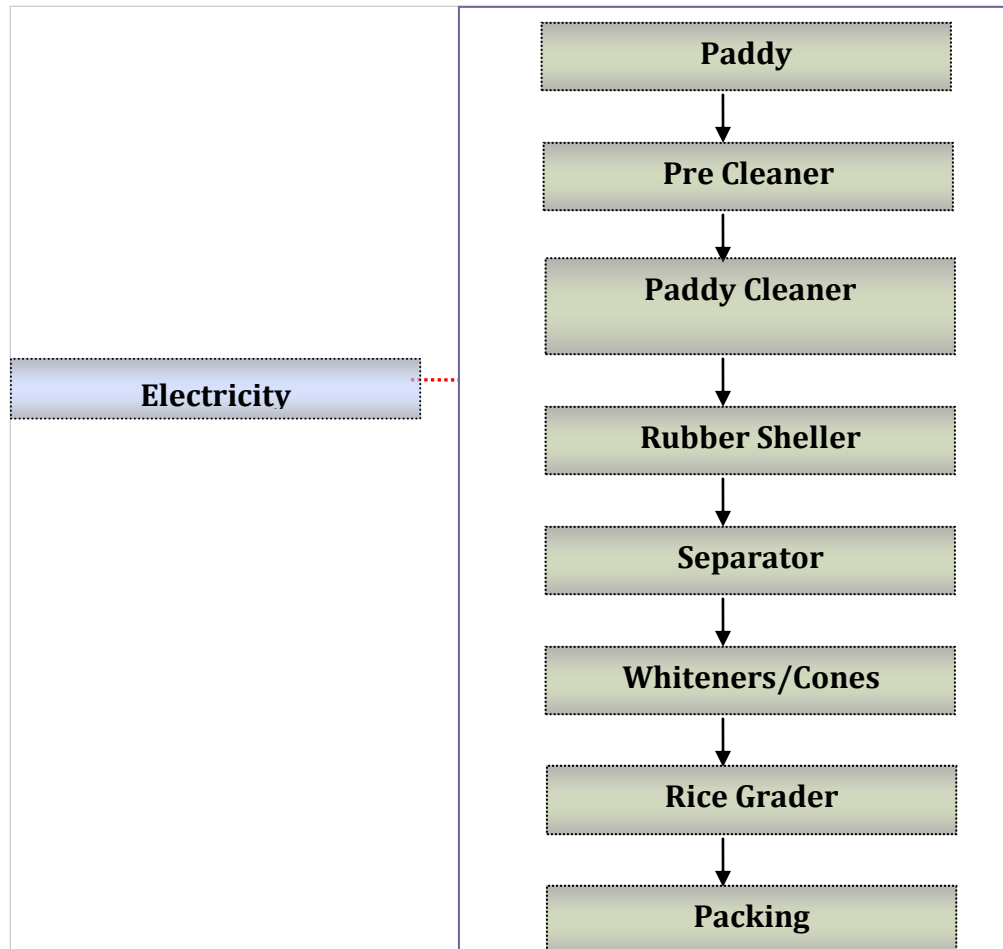 Paddy
Pre Cleaner
Paddy Cleaner
Electricity
Rubber Sheller
Separator
Whiteners/Cones
Rice Grader
Packing